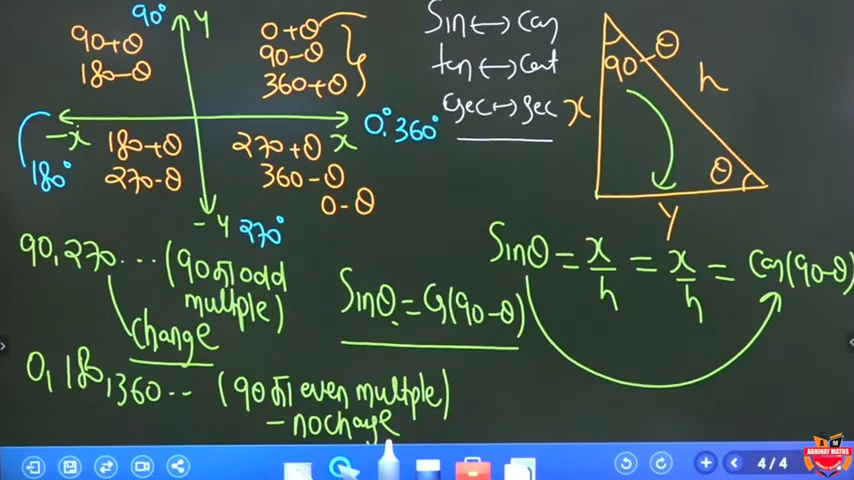 90°
y
90+θ
180-θ
0+θ
90-θ
360+θ
-x
x
0°, 360°
180°
180+θ
270-θ
270+θ
360-θ
0-θ
-y
270°
Sin↔Cos
tan↔Cot
Cosec↔Sec
90-θ
h
x
θ
y
90, 270 ... (90 का odd
multiple)
change
0, 180, 360 .. (90 का even multiple)
- no change
Sinθ = Cos(90-θ)
Sinθ = x/h = x/h = Cos(90-θ)
4/4
ABHINAY MATHS